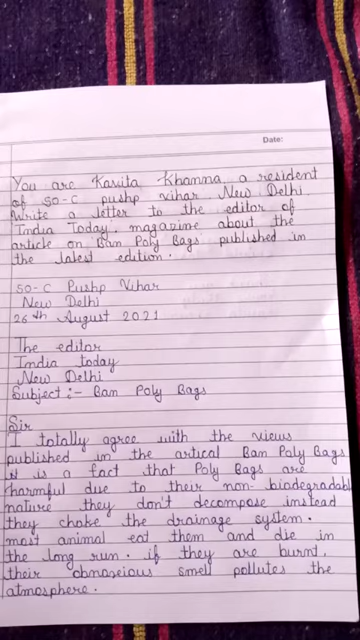 Date:
You are Kavita Khanna a resident
of 50-C pushp vihar New Delhi.
Write a letter to the editor of
India Today. magazine about the
article on Ban Poly Bags published in
the latest edition.
50-C Pushp Vihar
New Delhi
26th August 2021
The editor
India today
New Delhi
Subject :- Ban Poly Bags
Sir
I totally agree with the views
published in the artical Ban Poly Bags
it is a fact that Poly Bags are
harmful due to their non-biodegradabl
nature they don't decompose instead
they choke the drainage system.
most animal eat them and die in
the long run. if they are burnt,
their obnoxious smell pollutes the
atmosphere.